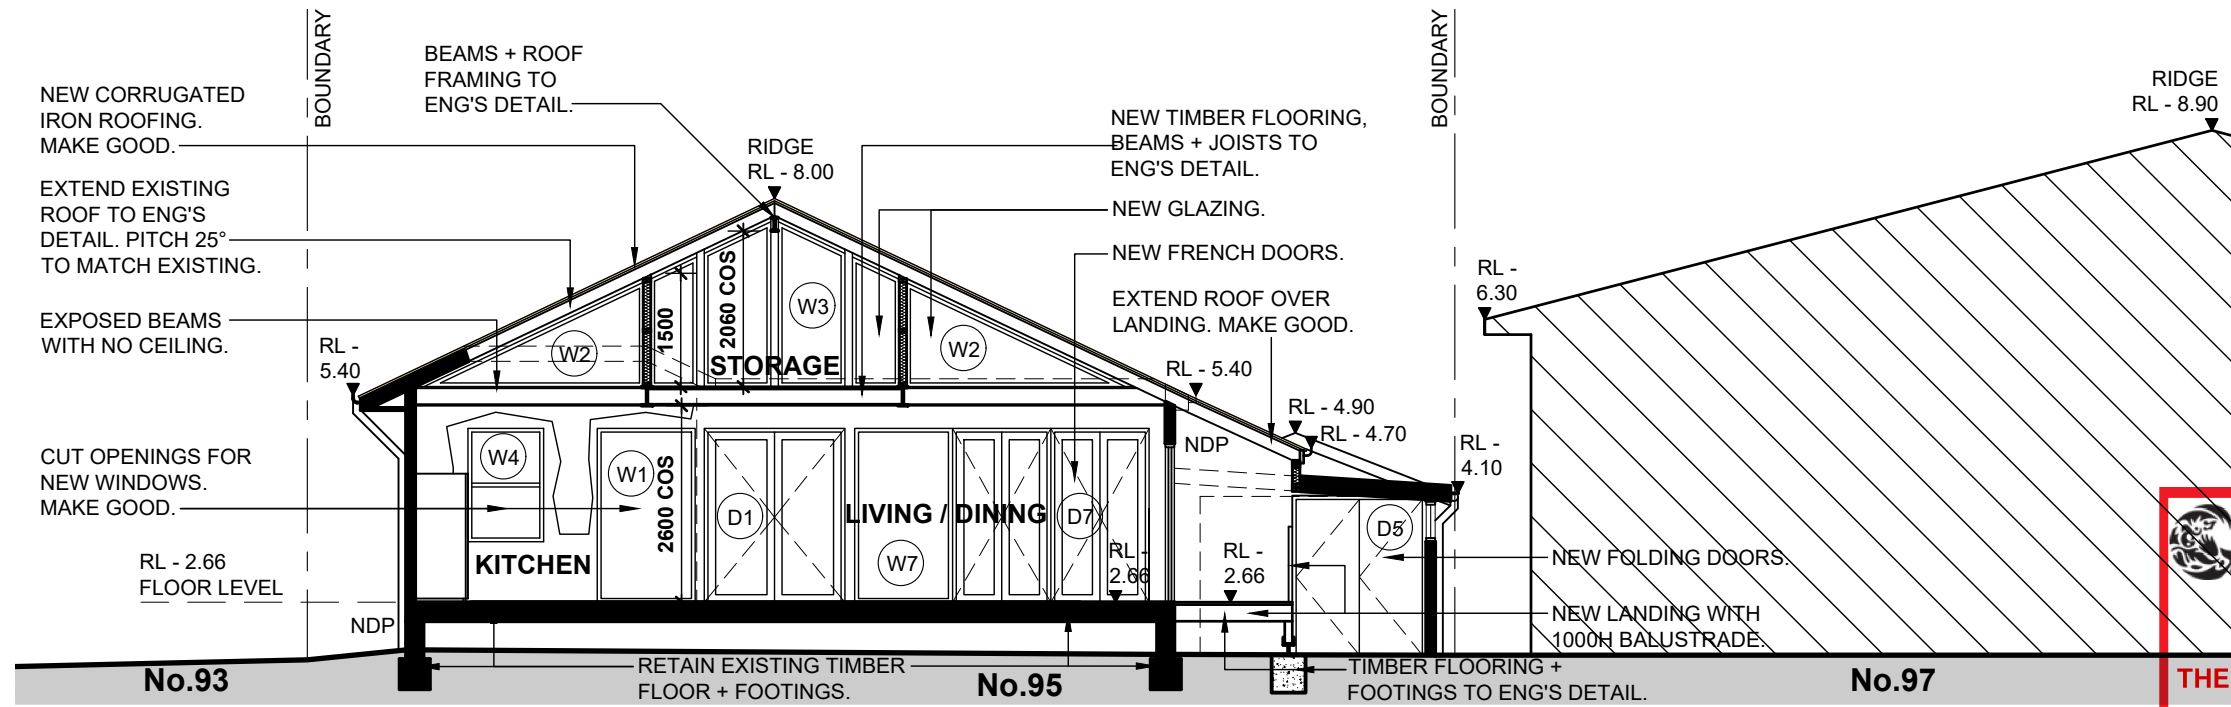 BOUNDARY
BEAMS + ROOF
FRAMING TO
ENG'S DETAIL.
NEW CORRUGATED
IRON ROOFING.
MAKE GOOD.
EXTEND EXISTING
ROOF TO ENG'S
DETAIL. PITCH 25°
TO MATCH EXISTING.
EXPOSED BEAMS
WITH NO CEILING.
RL -
5.40
CUT OPENINGS FOR
NEW WINDOWS.
MAKE GOOD.
RL - 2.66
FLOOR LEVEL
NDP
RIDGE
RL - 8.00
NEW TIMBER FLOORING,
BEAMS + JOISTS TO
ENG'S DETAIL.
NEW GLAZING.
NEW FRENCH DOORS.
EXTEND ROOF OVER
LANDING. MAKE GOOD.
BOUNDARY
RIDGE
RL - 8.90
RL -
6.30
W2
1500
2060 COS
W3
STORAGE
W2
RL - 5.40
RL - 4.90
RL - 4.70
NDP
RL -
4.10
W4
W1
2600 COS
D1
LIVING / DINING
D7
D5
KITCHEN
W7
RL -
2.66
RL -
2.66
NEW FOLDING DOORS.
NEW LANDING WITH
1000H BALUSTRADE.
No.93
RETAIN EXISTING TIMBER
FLOOR + FOOTINGS.
No.95
TIMBER FLOORING +
FOOTINGS TO ENG'S DETAIL.
No.97
THE